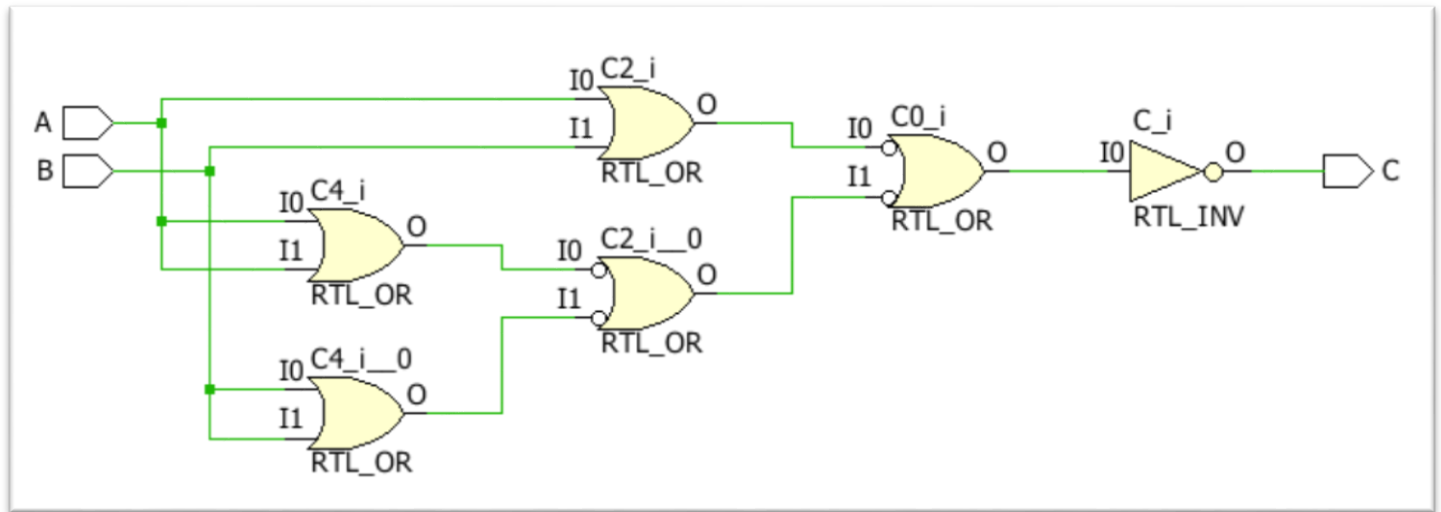 C2_i
I0
O
I1
RTL_OR
A
B
C0_i
I0
O
I1
RTL_OR
C_i
I0
O
RTL_INV
C
C4_i
I0
O
I1
RTL_OR
C2_i__0
I0
O
I1
RTL_OR
C4_i__0
I0
O
I1
RTL_OR